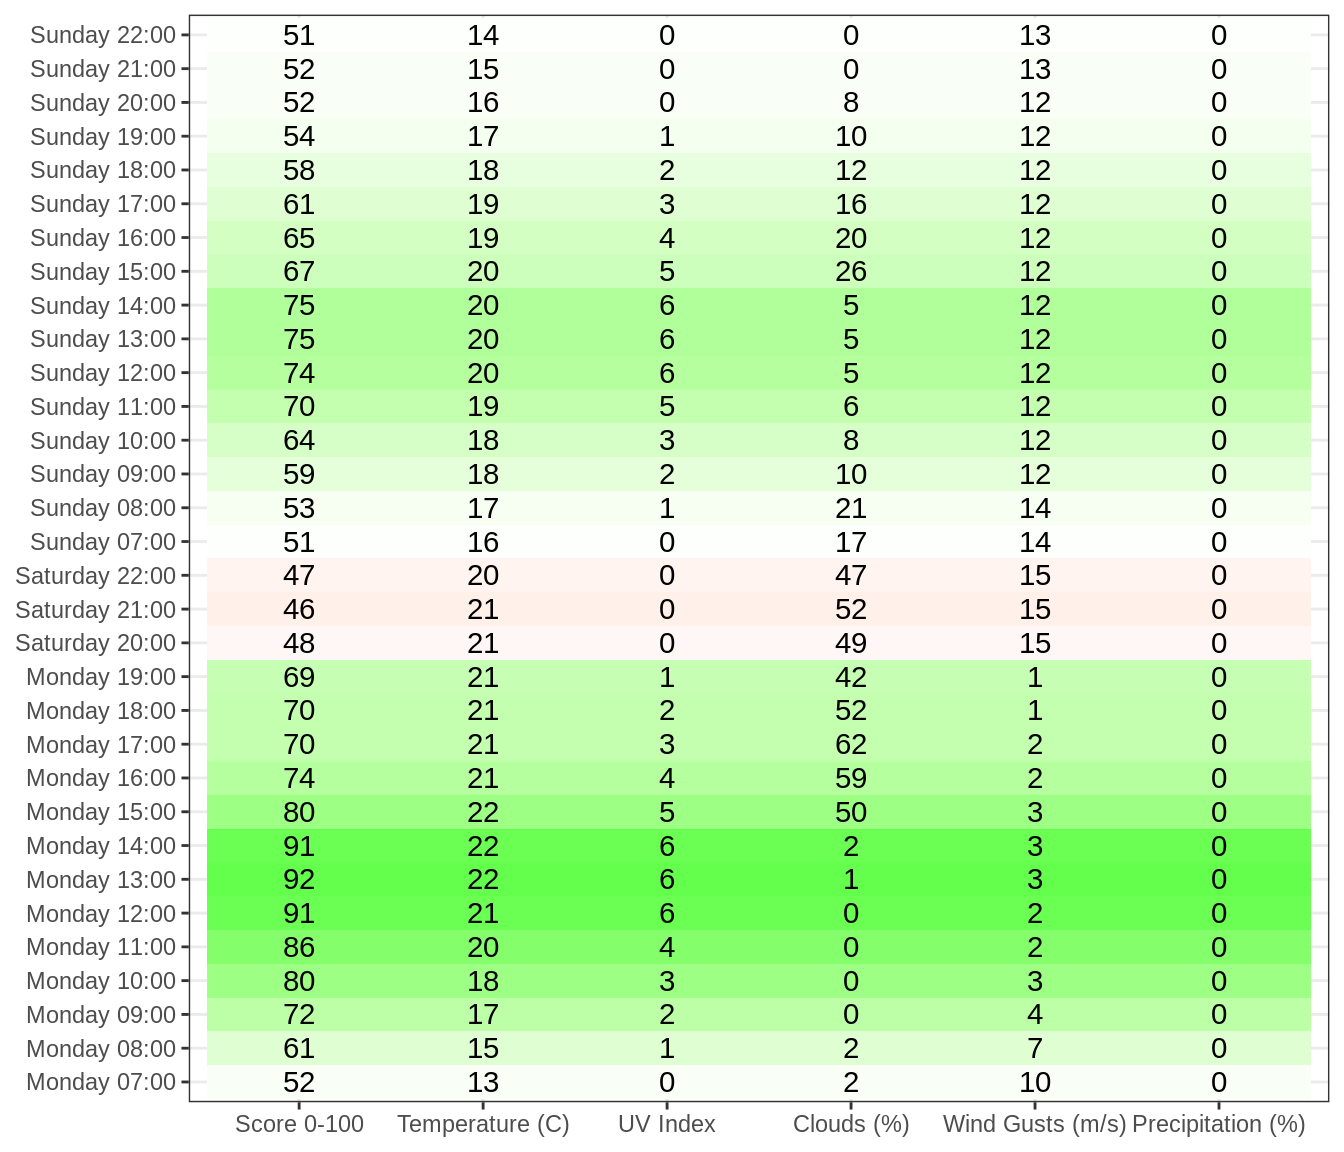 Sunday 22:00 51 14 0 0 13 0
Sunday 21:00 52 15 0 0 13 0
Sunday 20:00 52 16 0 8 12 0
Sunday 19:00 54 17 1 10 12 0
Sunday 18:00 58 18 2 12 12 0
Sunday 17:00 61 19 3 16 12 0
Sunday 16:00 65 19 4 20 12 0
Sunday 15:00 67 20 5 26 12 0
Sunday 14:00 75 20 6 5 12 0
Sunday 13:00 75 20 6 5 12 0
Sunday 12:00 74 20 6 5 12 0
Sunday 11:00 70 19 5 6 12 0
Sunday 10:00 64 18 3 8 12 0
Sunday 09:00 59 18 2 10 12 0
Sunday 08:00 53 17 1 21 14 0
Sunday 07:00 51 16 0 17 14 0
Saturday 22:00 47 20 0 47 15 0
Saturday 21:00 46 21 0 52 15 0
Saturday 20:00 48 21 0 49 15 0
Monday 19:00 69 21 1 42 1 0
Monday 18:00 70 21 2 52 1 0
Monday 17:00 70 21 3 62 2 0
Monday 16:00 74 21 4 59 2 0
Monday 15:00 80 22 5 50 3 0
Monday 14:00 91 22 6 2 3 0
Monday 13:00 92 22 6 1 3 0
Monday 12:00 91 21 6 0 2 0
Monday 11:00 86 20 4 0 2 0
Monday 10:00 80 18 3 0 3 0
Monday 09:00 72 17 2 0 4 0
Monday 08:00 61 15 1 2 7 0
Monday 07:00 52 13 0 2 10 0
Score 0-100 Temperature (C) UV Index Clouds (%) Wind Gusts (m/s) Precipitation (%)